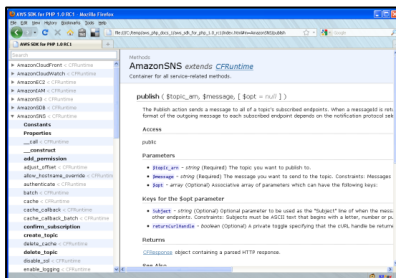 AWS SDK for PHP 1.0 RC1 - Mozilla Firefox
File Edit View History Bookmarks Tools Help
AWS SDK for PHP 1.0 RC1
Search
AmazonCloudFront < CFRuntime
AmazonCloudWatch < CFRuntime
AmazonEC2 < CFRuntime
AmazonIAM < CFRuntime
AmazonS3 < CFRuntime
AmazonSDB < CFRuntime
AmazonSNS < CFRuntime
Constants
Properties
__call < CFRuntime
__construct
add_permission
adjust_offset < CFRuntime
allow_hostname_override < CFRuntime
authenticate < CFRuntime
batch < CFRuntime
cache < CFRuntime
cache_callback < CFRuntime
cache_callback_batch < CFRuntime
confirm_subscription
create_topic
delete_cache < CFRuntime
delete_topic
disable_ssl < CFRuntime
enable_logging < CFRuntime
Methods
AmazonSNS extends CFRuntime
Container for all service-related methods.
publish ( $topic_arn, $message, [ $opt = null ] )
The Publish action sends a message to all of a topic's subscribed endpoints. When a messageId is ret
format of the outgoing message to each subscribed endpoint depends on the notification protocol sel
Access
public
Parameters
$topic_arn - string (Required) The topic you want to publish to.
$message - string (Required) The message you want to send to the topic. Constraints: Messages
$opt - array (Optional) Associative array of parameters which can have the following keys:
Keys for the $opt parameter
Subject - string (Optional) Optional parameter to be used as the "Subject" line of when the messa
other endpoints. Constraints: Subjects must be ASCII text that begins with a letter, number or pu
returnCurlHandle - boolean (Optional) A private toggle specifying that the cURL handle be return
Returns
CFResponse object containing a parsed HTTP response.
See Also